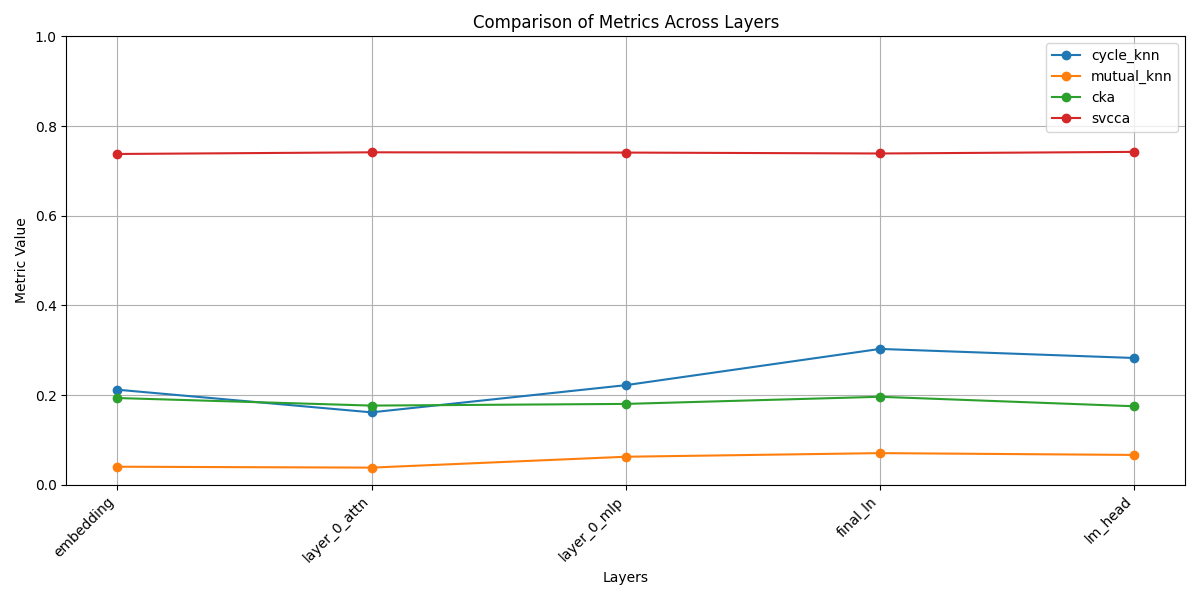 Comparison of Metrics Across Layers
cycle_knn
mutual_knn
cka
svcca
Metric Value
1.0
0.8
0.6
0.4
0.2
0.0
embedding
layer_0_attn
layer_0_mlp
final_ln
lm_head
Layers